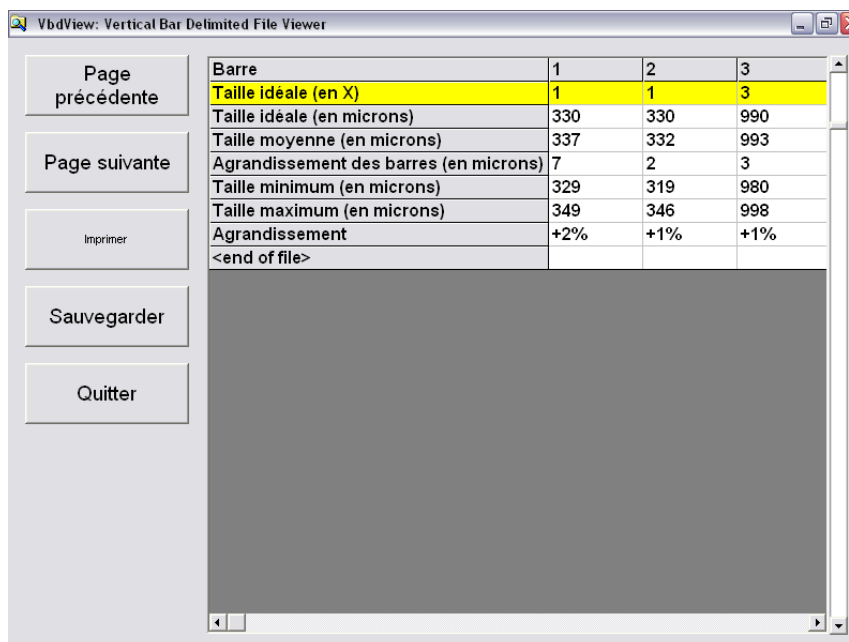 VbdView: Vertical Bar Delimited File Viewer
Page
précédente
Page suivante
Imprimer
Sauvegarder
Quitter
Barre 1 2 3
Taille idéale (en X) 1 1 3
Taille idéale (en microns) 330 330 990
Taille moyenne (en microns) 337 332 993
Agrandissement des barres (en microns) 7 2 3
Taille minimum (en microns) 329 319 980
Taille maximum (en microns) 349 346 998
Agrandissement +2% +1% +1%
<end of file>